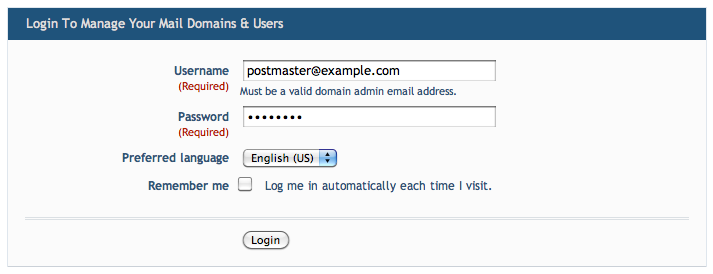 Login To Manage Your Mail Domains & Users
Username postmaster@example.com
(Required) Must be a valid domain admin email address.
Password ••••••••
(Required)
Preferred language English (US)
Remember me Log me in automatically each time I visit.
Login